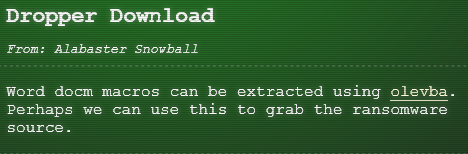 Dropper Download
From: Alabaster Snowball
Word docm macros can be extracted using olevba.
Perhaps we can use this to grab the ransomware
source.